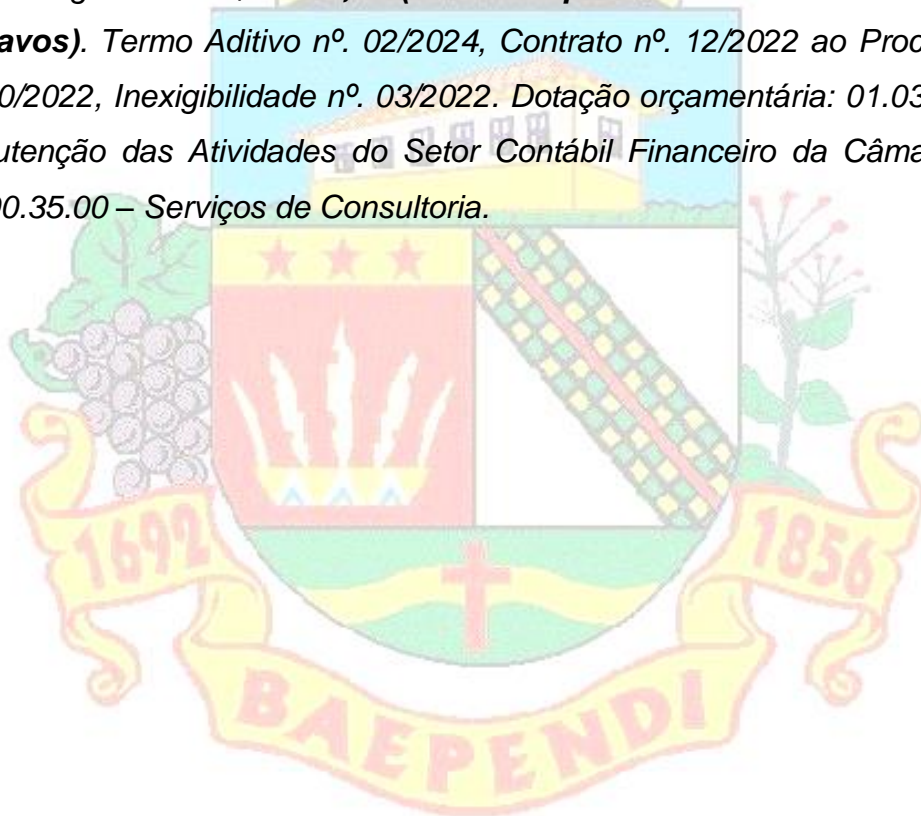 avos). Termo Aditivo nº. 02/2024, Contrato nº. 12/2022 ao Proc
0/2022, Inexigibilidade nº. 03/2022. Dotação orçamentária: 01.03
utenção das Atividades do Setor Contábil Financeiro da Câma
00.35.00 – Serviços de Consultoria.
1692
1856
BAEPENDI